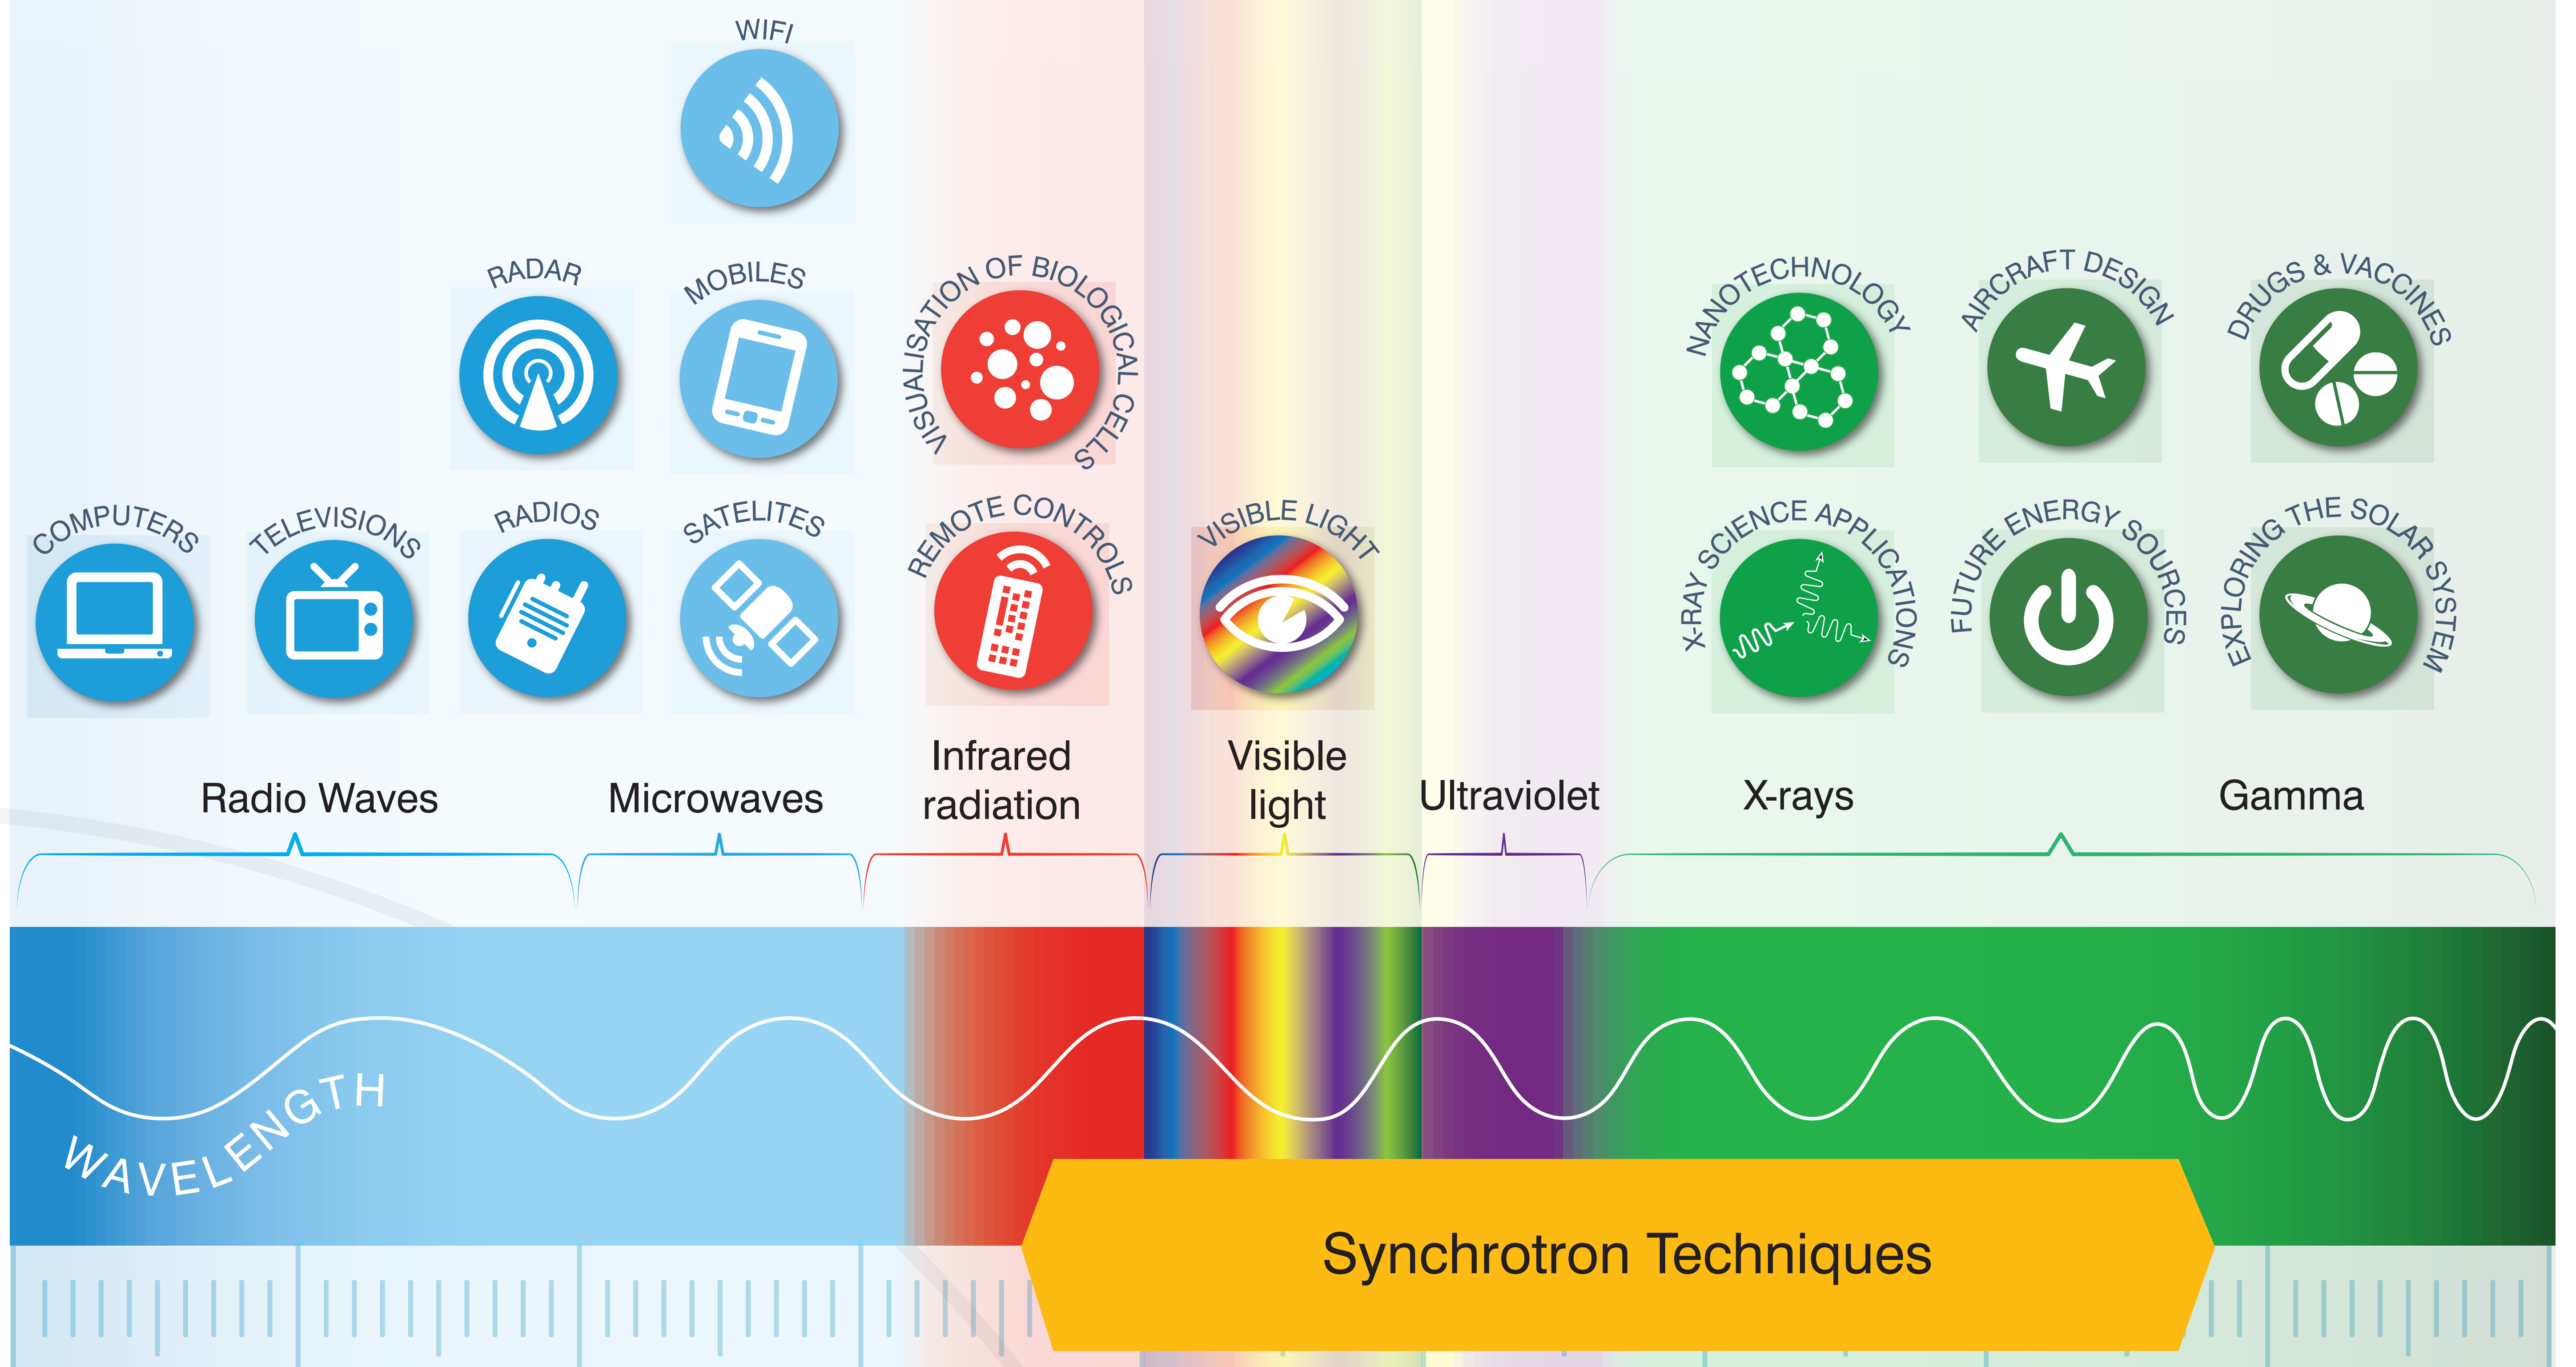 WIFI
RADAR
MOBILES
VISUALISATION OF BIOLOGICAL CELLS
NANOTECHNOLOGY
AIRCRAFT DESIGN
DRUGS & VACCINES
COMPUTERS
TELEVISIONS
RADIOS
SATELITES
REMOTE CONTROLS
VISIBLE LIGHT
X-RAY SCIENCE APPLICATIONS
FUTURE ENERGY SOURCES
EXPLORING THE SOLAR SYSTEM
Radio Waves
Microwaves
Infrared
radiation
Visible
light
Ultraviolet
X-rays
Gamma
WAVELENGTH
Synchrotron Techniques